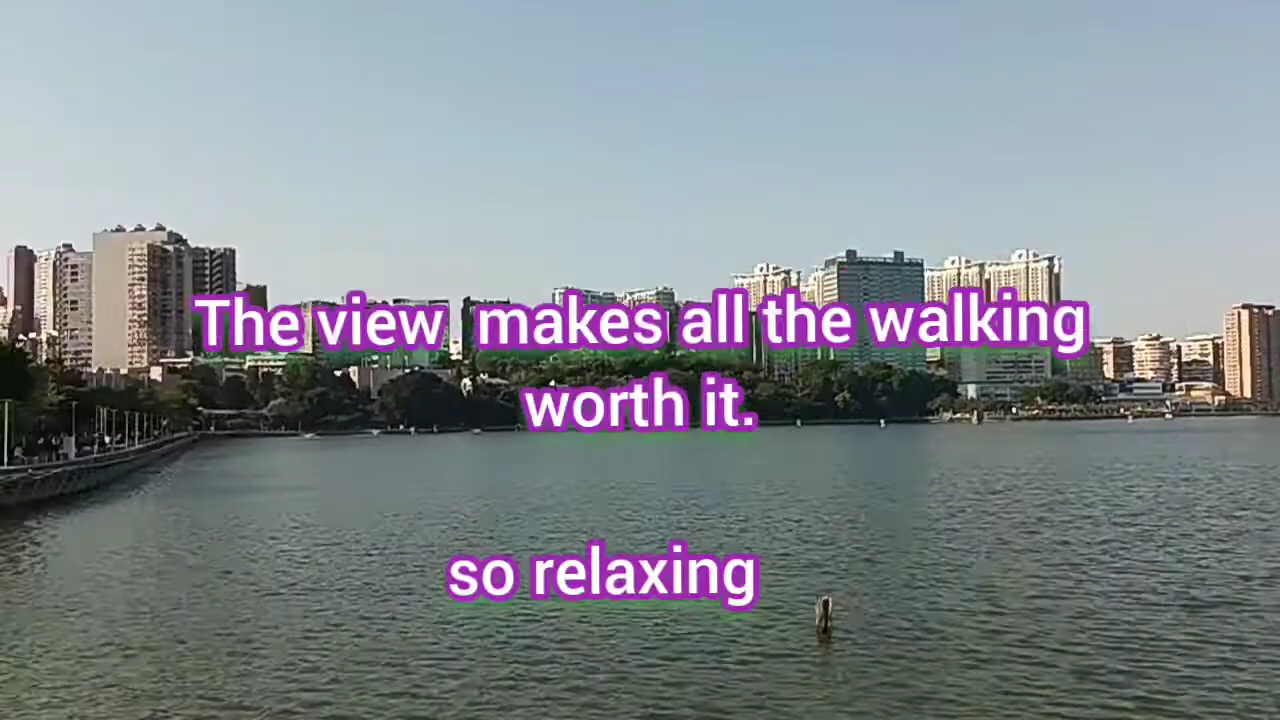 The view  makes all the walking
worth it.
so relaxing